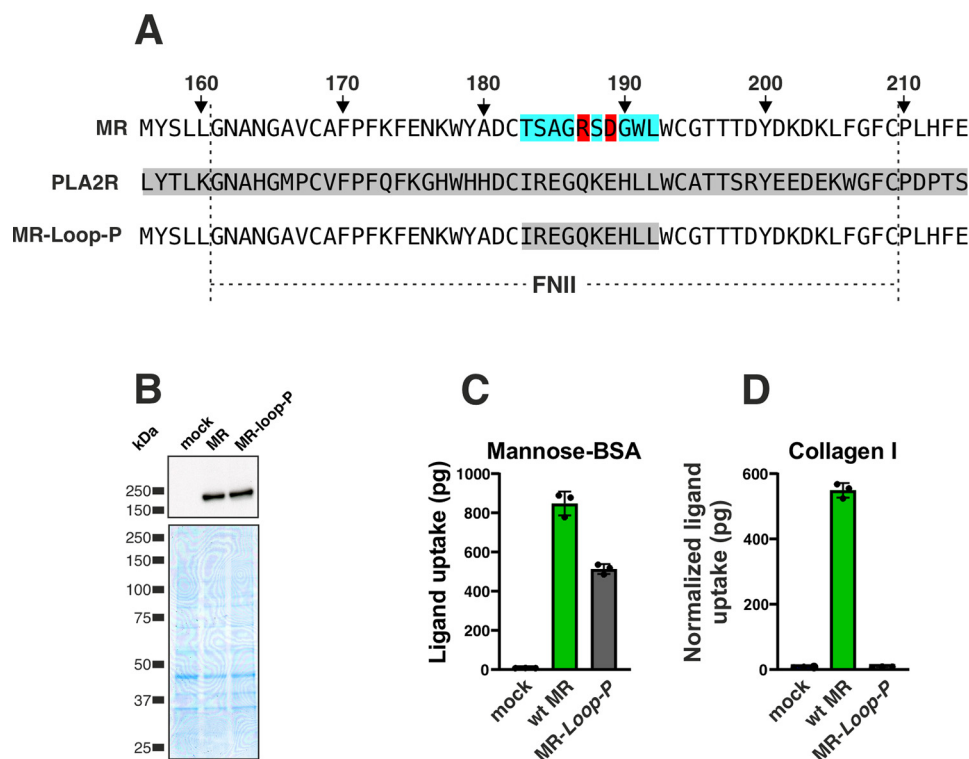 A
160 170 180 190 200 210
MR MYSLLGNANGAVCAFPFKFENKWYADCTSAGRSDGWLWCGTTTDYDKDKLFGFCPLHFE
PLA2R LYTLKGNAHGMPCVFPFQFKGHWHHDCIREGQKEHLLWCATTSRYEEDEKWGFCPDPTS
MR-Loop-P MYSLLGNANGAVCAFPFKFENKWYADCIREGQKEHLLWCGTTTDYDKDKLFGFCPLHFE
FNII
B
kDa mock MR MR-loop-P
250
150
250
150
100
75
50
37
25
C
Mannose-BSA
Ligand uptake (pg)
1000
800
600
400
200
0
mock wt MR MR-Loop-P
D
Collagen I
Normalized ligand
uptake (pg)
600
400
200
0
mock wt MR MR-Loop-P